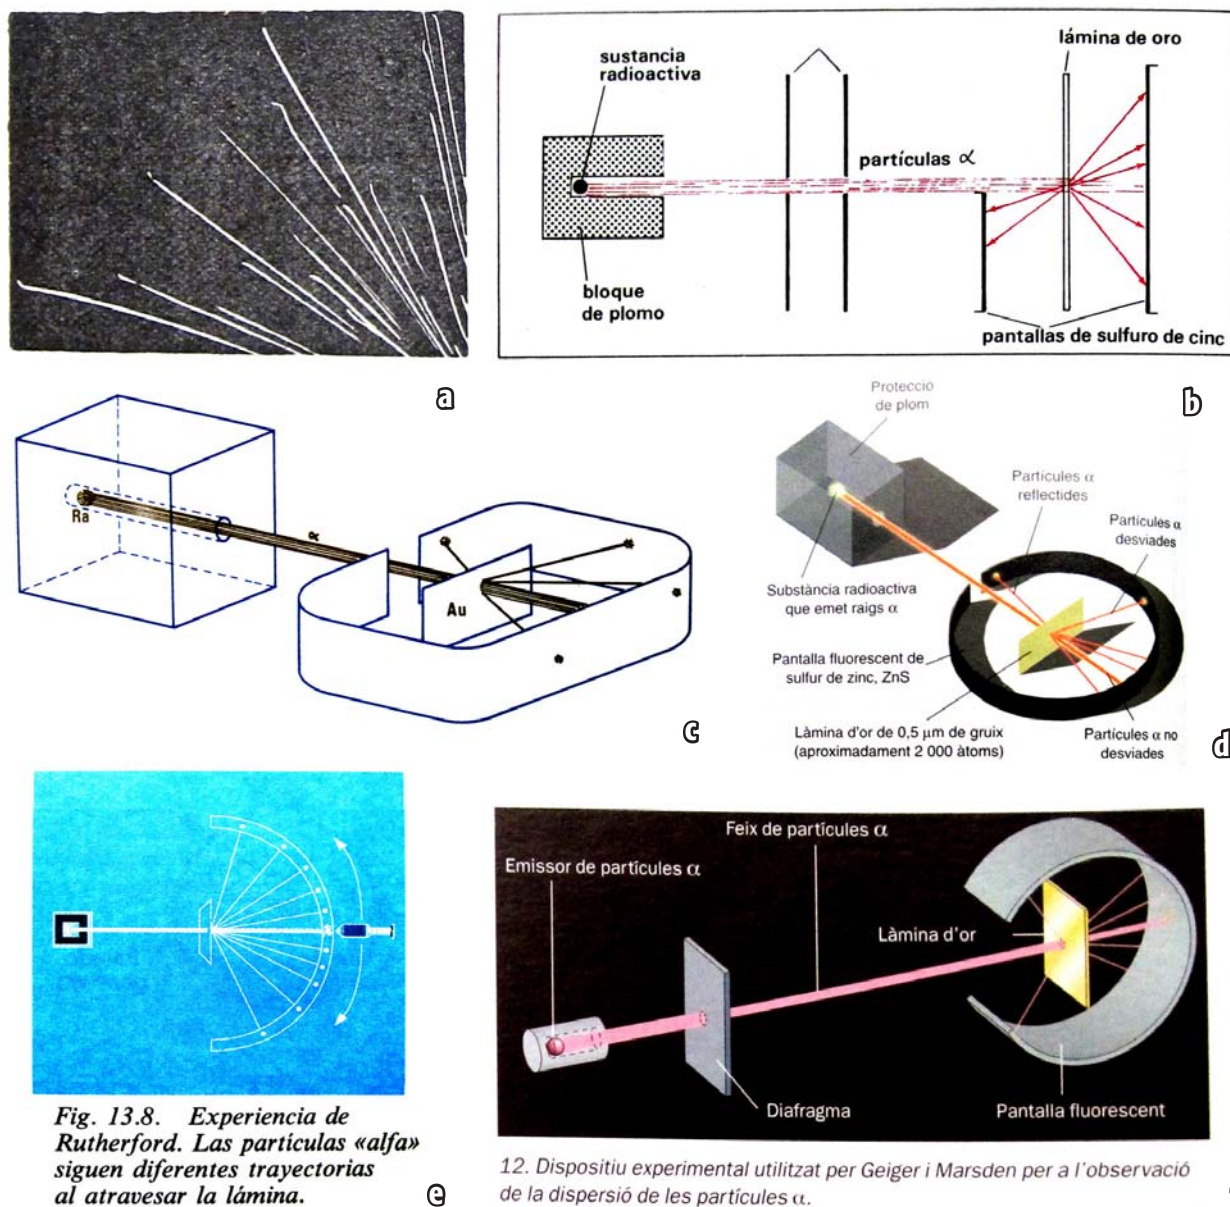 sustancia
radioactiva
lámina de oro
partículas α
bloque
de plomo
pantallas de sulfuro de cinc
a
b
Ra
α
Au
c
Protecció
de plom
Partícules α
reflectides
Partícules α
desviades
Substància radioactiva
que emet raigs α
Pantalla fluorescent de
sulfur de zinc, ZnS
Làmina d'or de 0,5 μm de gruix
(aproximadament 2 000 àtoms)
Partícules α no
desviades
d
Fig. 13.8. Experiencia de
Rutherford. Las partículas «alfa»
siguen diferentes trayectorias
al atravesar la lámina.
e
Feix de partícules α
Emissor de partícules α
Làmina d'or
Diafragma
Pantalla fluorescent
12. Dispositiu experimental utilitzat per Geiger i Marsden per a l'observació
de la dispersió de les partícules α.